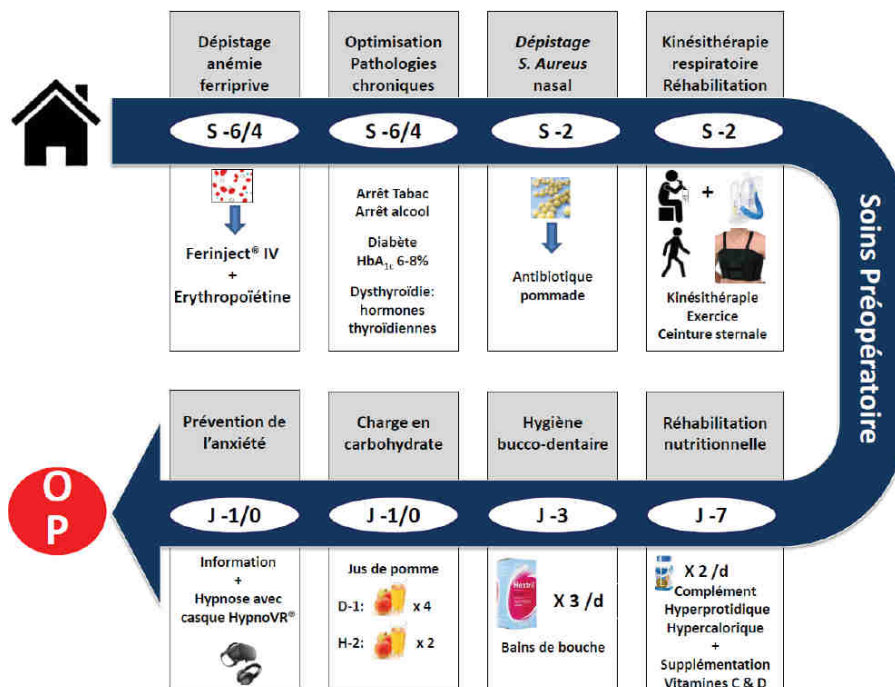 Dépistage
anémie
ferriprive
Optimisation
Pathologies
chroniques
Dépistage
S. Aureus
nasal
Kinésithérapie
respiratoire
Réhabilitation
S -6/4
S -6/4
S -2
S -2
Ferinject® IV
+
Erythropoïétine
Arrêt Tabac
Arrêt alcool
Diabète
HbA1c 6-8%
Dysthyroïdie:
hormones
thyroïdiennes
Antibiotique
pommade
+
Kinésithérapie
Exercice
Ceinture sternale
Soins Préopératoire
Prévention de
l'anxiété
Charge en
carbohydrate
Hygiène
bucco-dentaire
Réhabilitation
nutritionnelle
O
P
J -1/0
J -1/0
J -3
J -7
Information
+
Hypnose avec
casque HypnoVR®
Jus de pomme
D-1: x 4
H-2: x 2
Hextril
X 3 /d
Bains de bouche
X 2 /d
Complément
Hyperprotidique
Hypercalorique
+
Supplémentation
Vitamines C & D